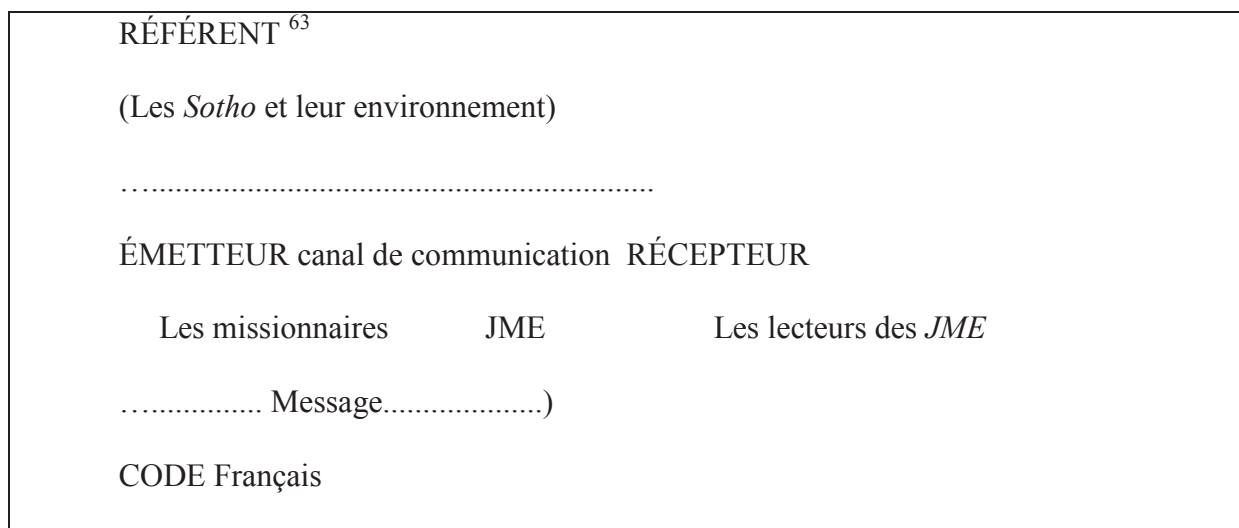 RÉFÉRENT 63
(Les Sotho et leur environnement)
…............................................................
ÉMETTEUR canal de communication RÉCEPTEUR
Les missionnaires JME Les lecteurs des JME
…............. Message...................)
CODE Français